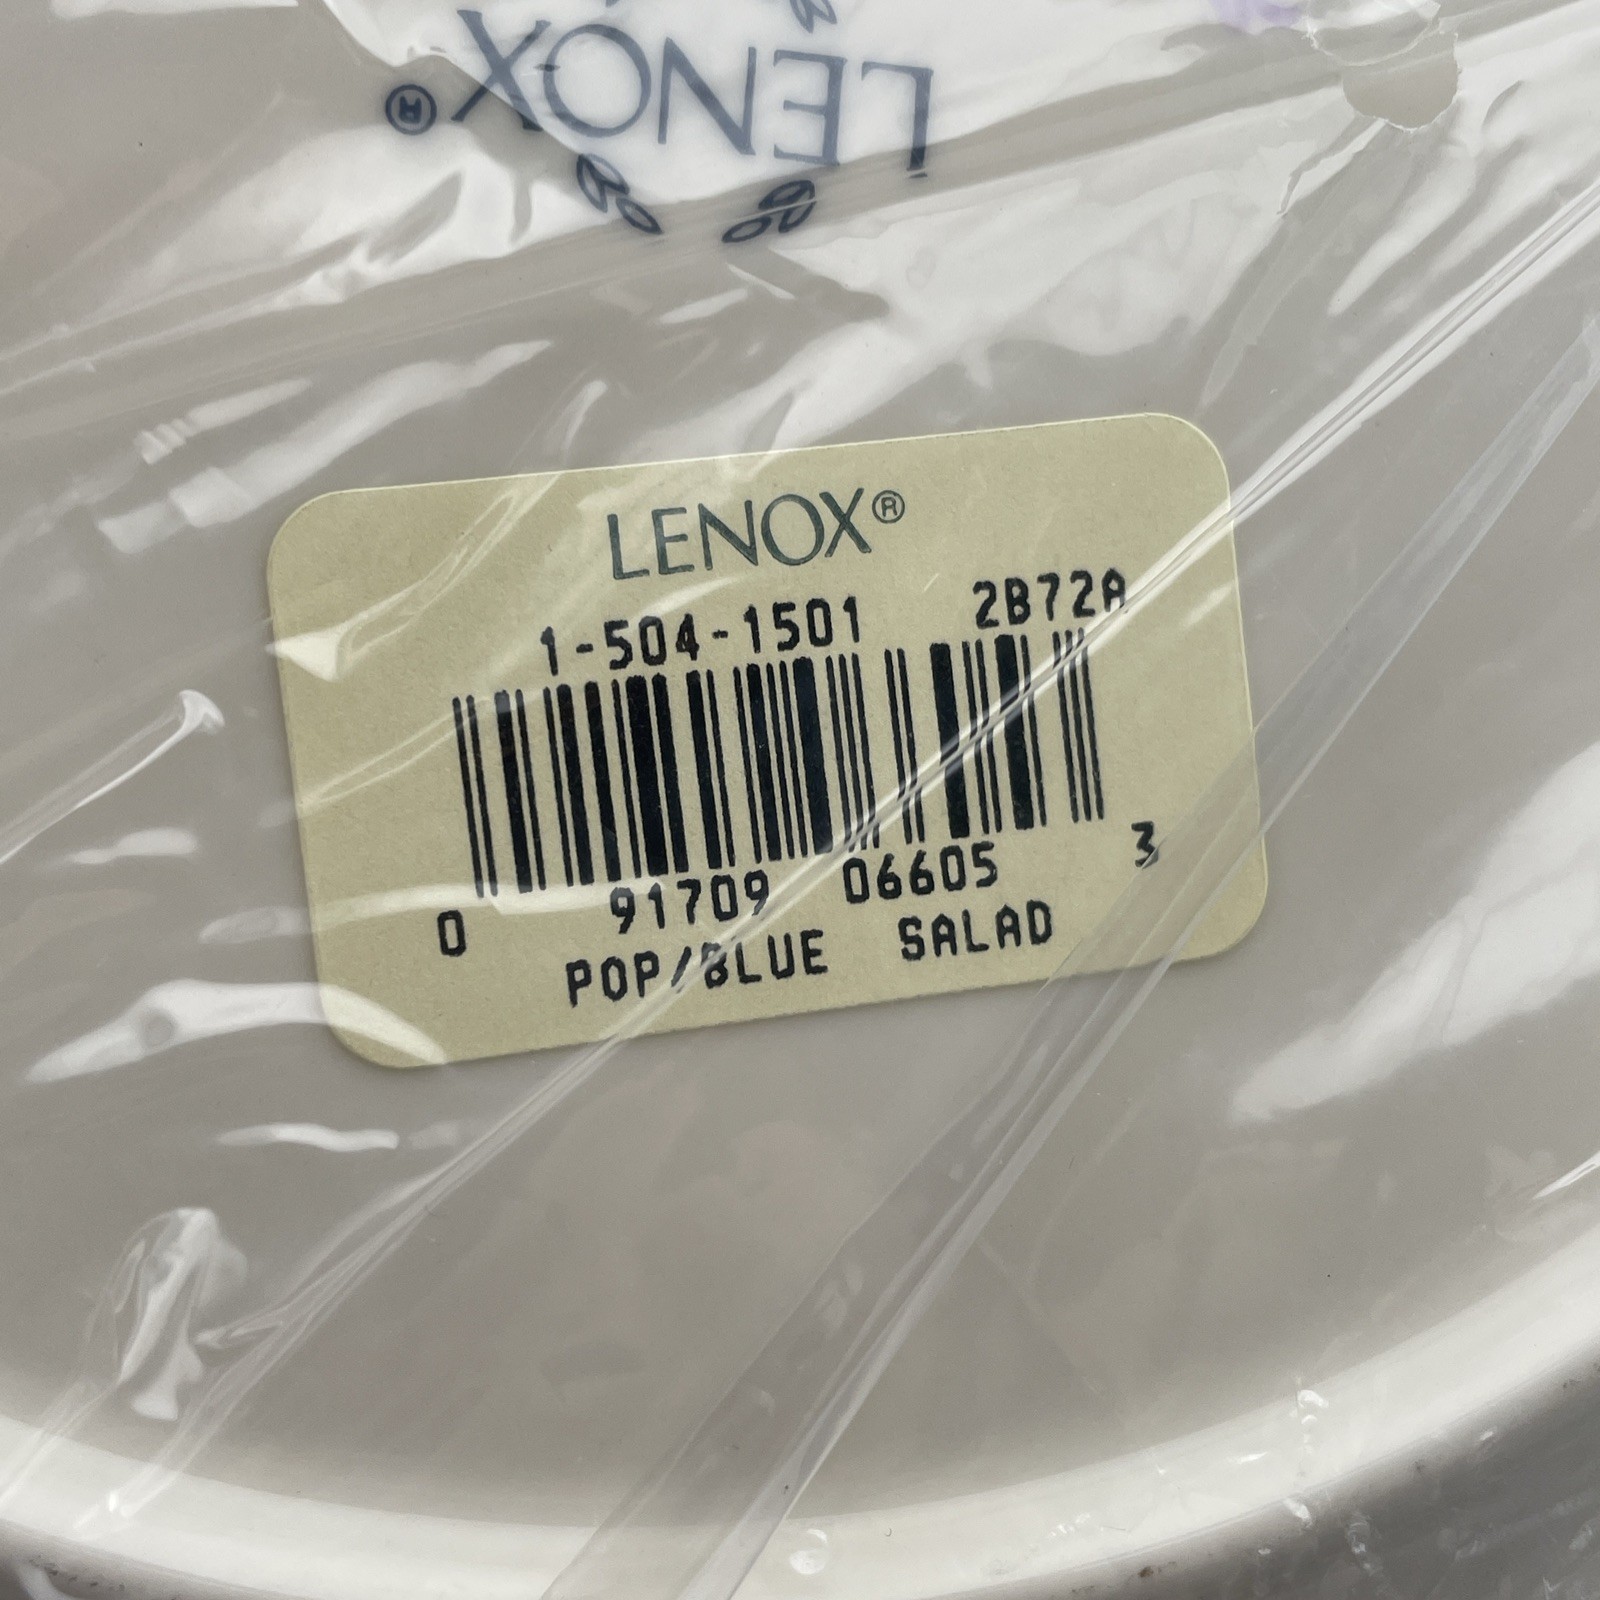 LENOX®
LENOX®
1-504-1501 2B72A
0 91709 06605 3
POP/BLUE SALAD